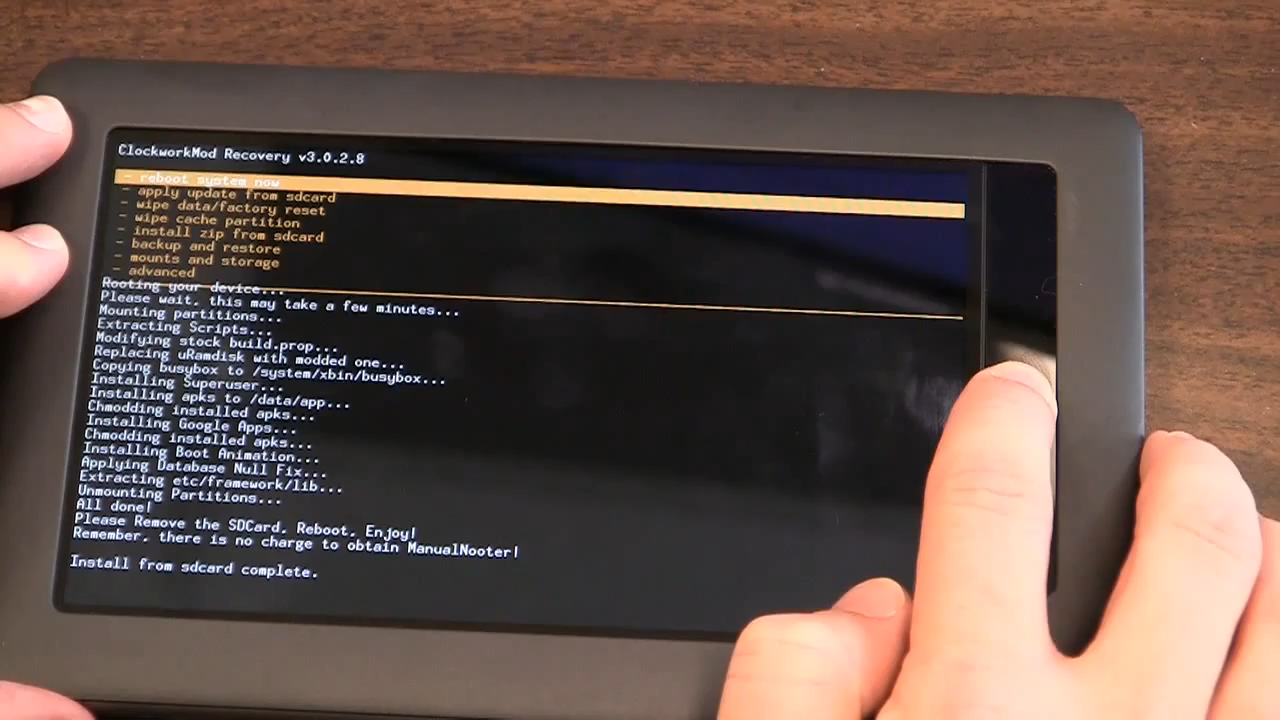 ClockworkMod Recovery v3.0.2.8
- reboot system now
- apply update from sdcard
- wipe data/factory reset
- wipe cache partition
- install zip from sdcard
- backup and restore
- mounts and storage
- advanced
Rooting your device...
Please wait, this may take a few minutes...
Mounting partitions...
Extracting Scripts...
Modifying stock build.prop...
Replacing uRamdisk with modded one...
Copying busybox to /system/xbin/busybox...
Installing Superuser...
Installing apks to /data/app...
Chmodding installed apks...
Installing Google Apps...
Chmodding installed apks...
Installing Boot Animation...
Applying Database Null Fix...
Extracting etc/framework/lib...
Unmounting Partitions...
All done!
Please Remove the SDCard, Reboot, Enjoy!
Remember, there is no charge to obtain ManualNooter!
Install from sdcard complete.